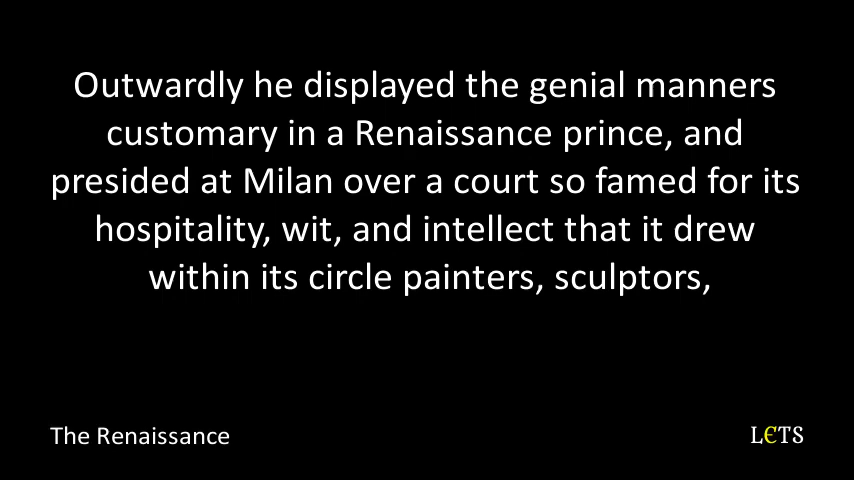 Outwardly he displayed the genial manners
customary in a Renaissance prince, and
presided at Milan over a court so famed for its
hospitality, wit, and intellect that it drew
within its circle painters, sculptors,
The Renaissance
LЄTS